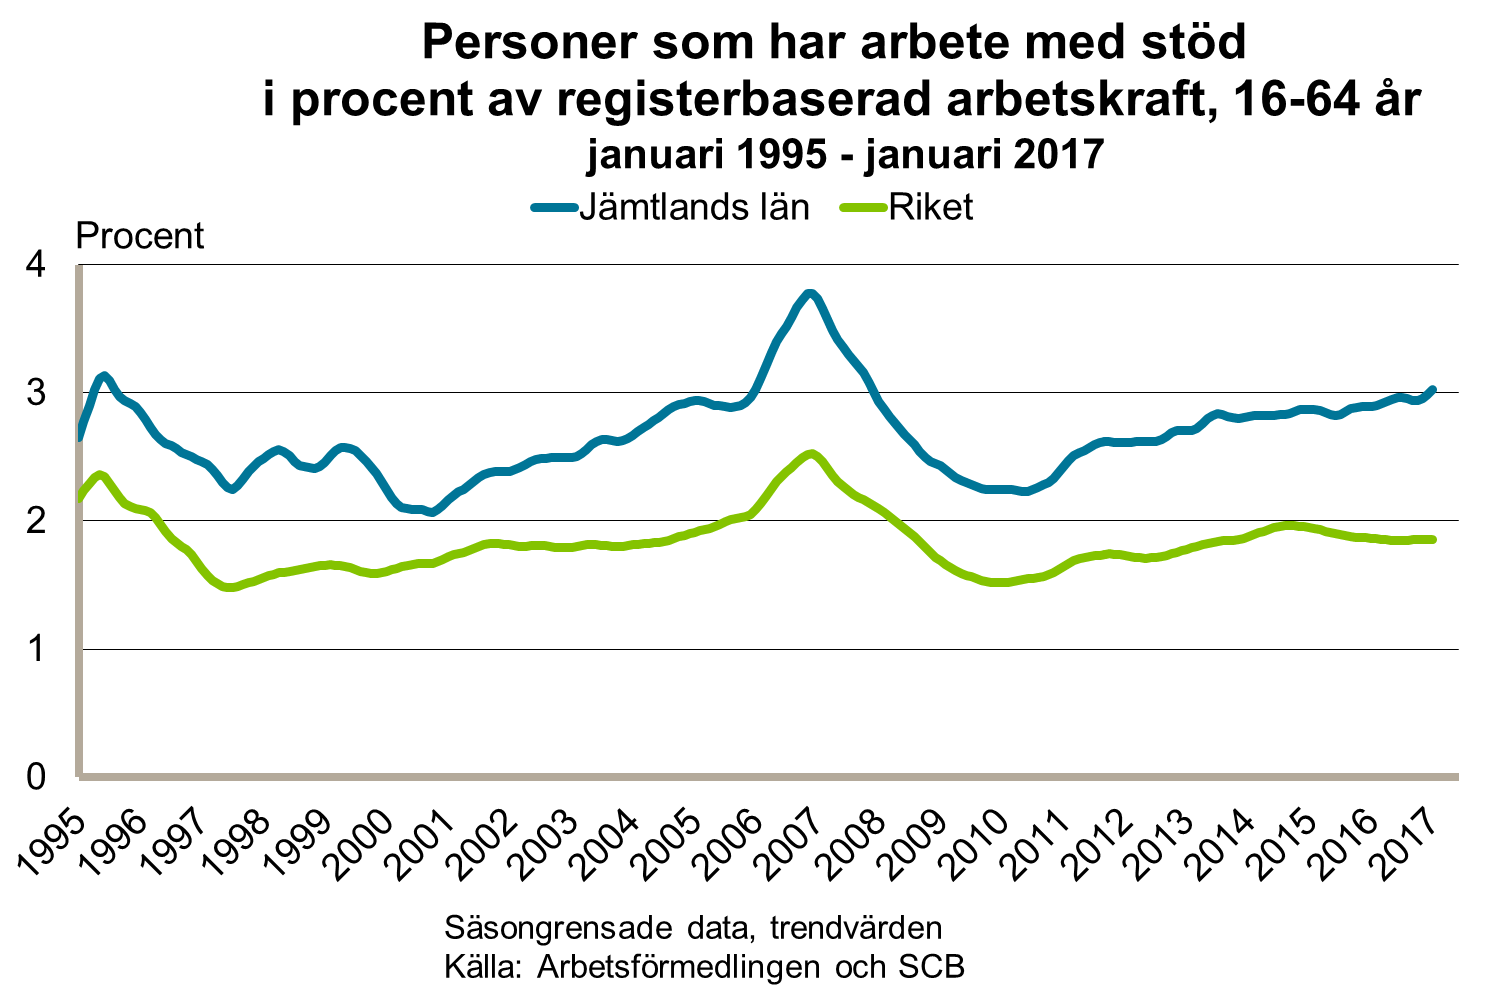 Personer som har arbete med stöd
i procent av registerbaserad arbetskraft, 16-64 år
januari 1995 - januari 2017
Jämtlands län Riket
Procent
4
3
2
1
0
1995 1996 1997 1998 1999 2000 2001 2002 2003 2004 2005 2006 2007 2008 2009 2010 2011 2012 2013 2014 2015 2016 2017
Säsongrensade data, trendvärden
Källa: Arbetsförmedlingen och SCB